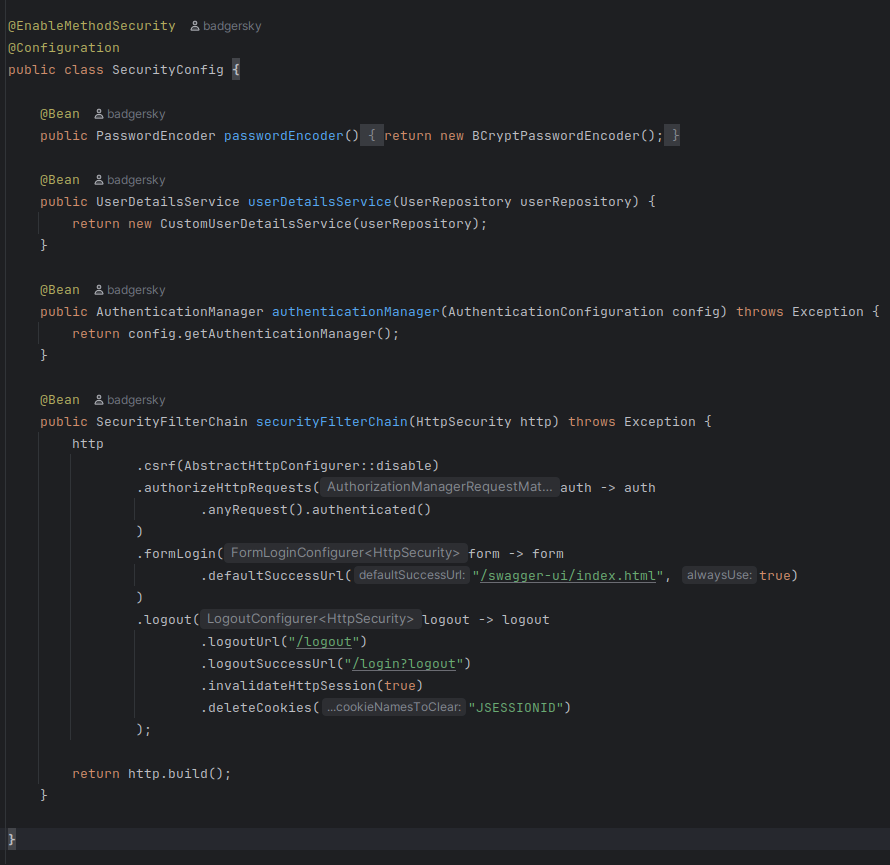 @EnableMethodSecurity badgersky
@Configuration
public class SecurityConfig {
@Bean badgersky
public PasswordEncoder passwordEncoder() { return new BCryptPasswordEncoder(); }
@Bean badgersky
public UserDetailsService userDetailsService(UserRepository userRepository) {
return new CustomUserDetailsService(userRepository);
}
@Bean badgersky
public AuthenticationManager authenticationManager(AuthenticationConfiguration config) throws Exception {
return config.getAuthenticationManager();
}
@Bean badgersky
public SecurityFilterChain securityFilterChain(HttpSecurity http) throws Exception {
http
.csrf(AbstractHttpConfigurer::disable)
.authorizeHttpRequests( AuthorizationManagerRequestMat... auth -> auth
.anyRequest().authenticated()
)
.formLogin( FormLoginConfigurer<HttpSecurity> form -> form
.defaultSuccessUrl( defaultSuccessUrl: "/swagger-ui/index.html", alwaysUse: true)
)
.logout( LogoutConfigurer<HttpSecurity> logout -> logout
.logoutUrl("/logout")
.logoutSuccessUrl("/login?logout")
.invalidateHttpSession(true)
.deleteCookies( ...cookieNamesToClear: "JSESSIONID")
);
return http.build();
}
}